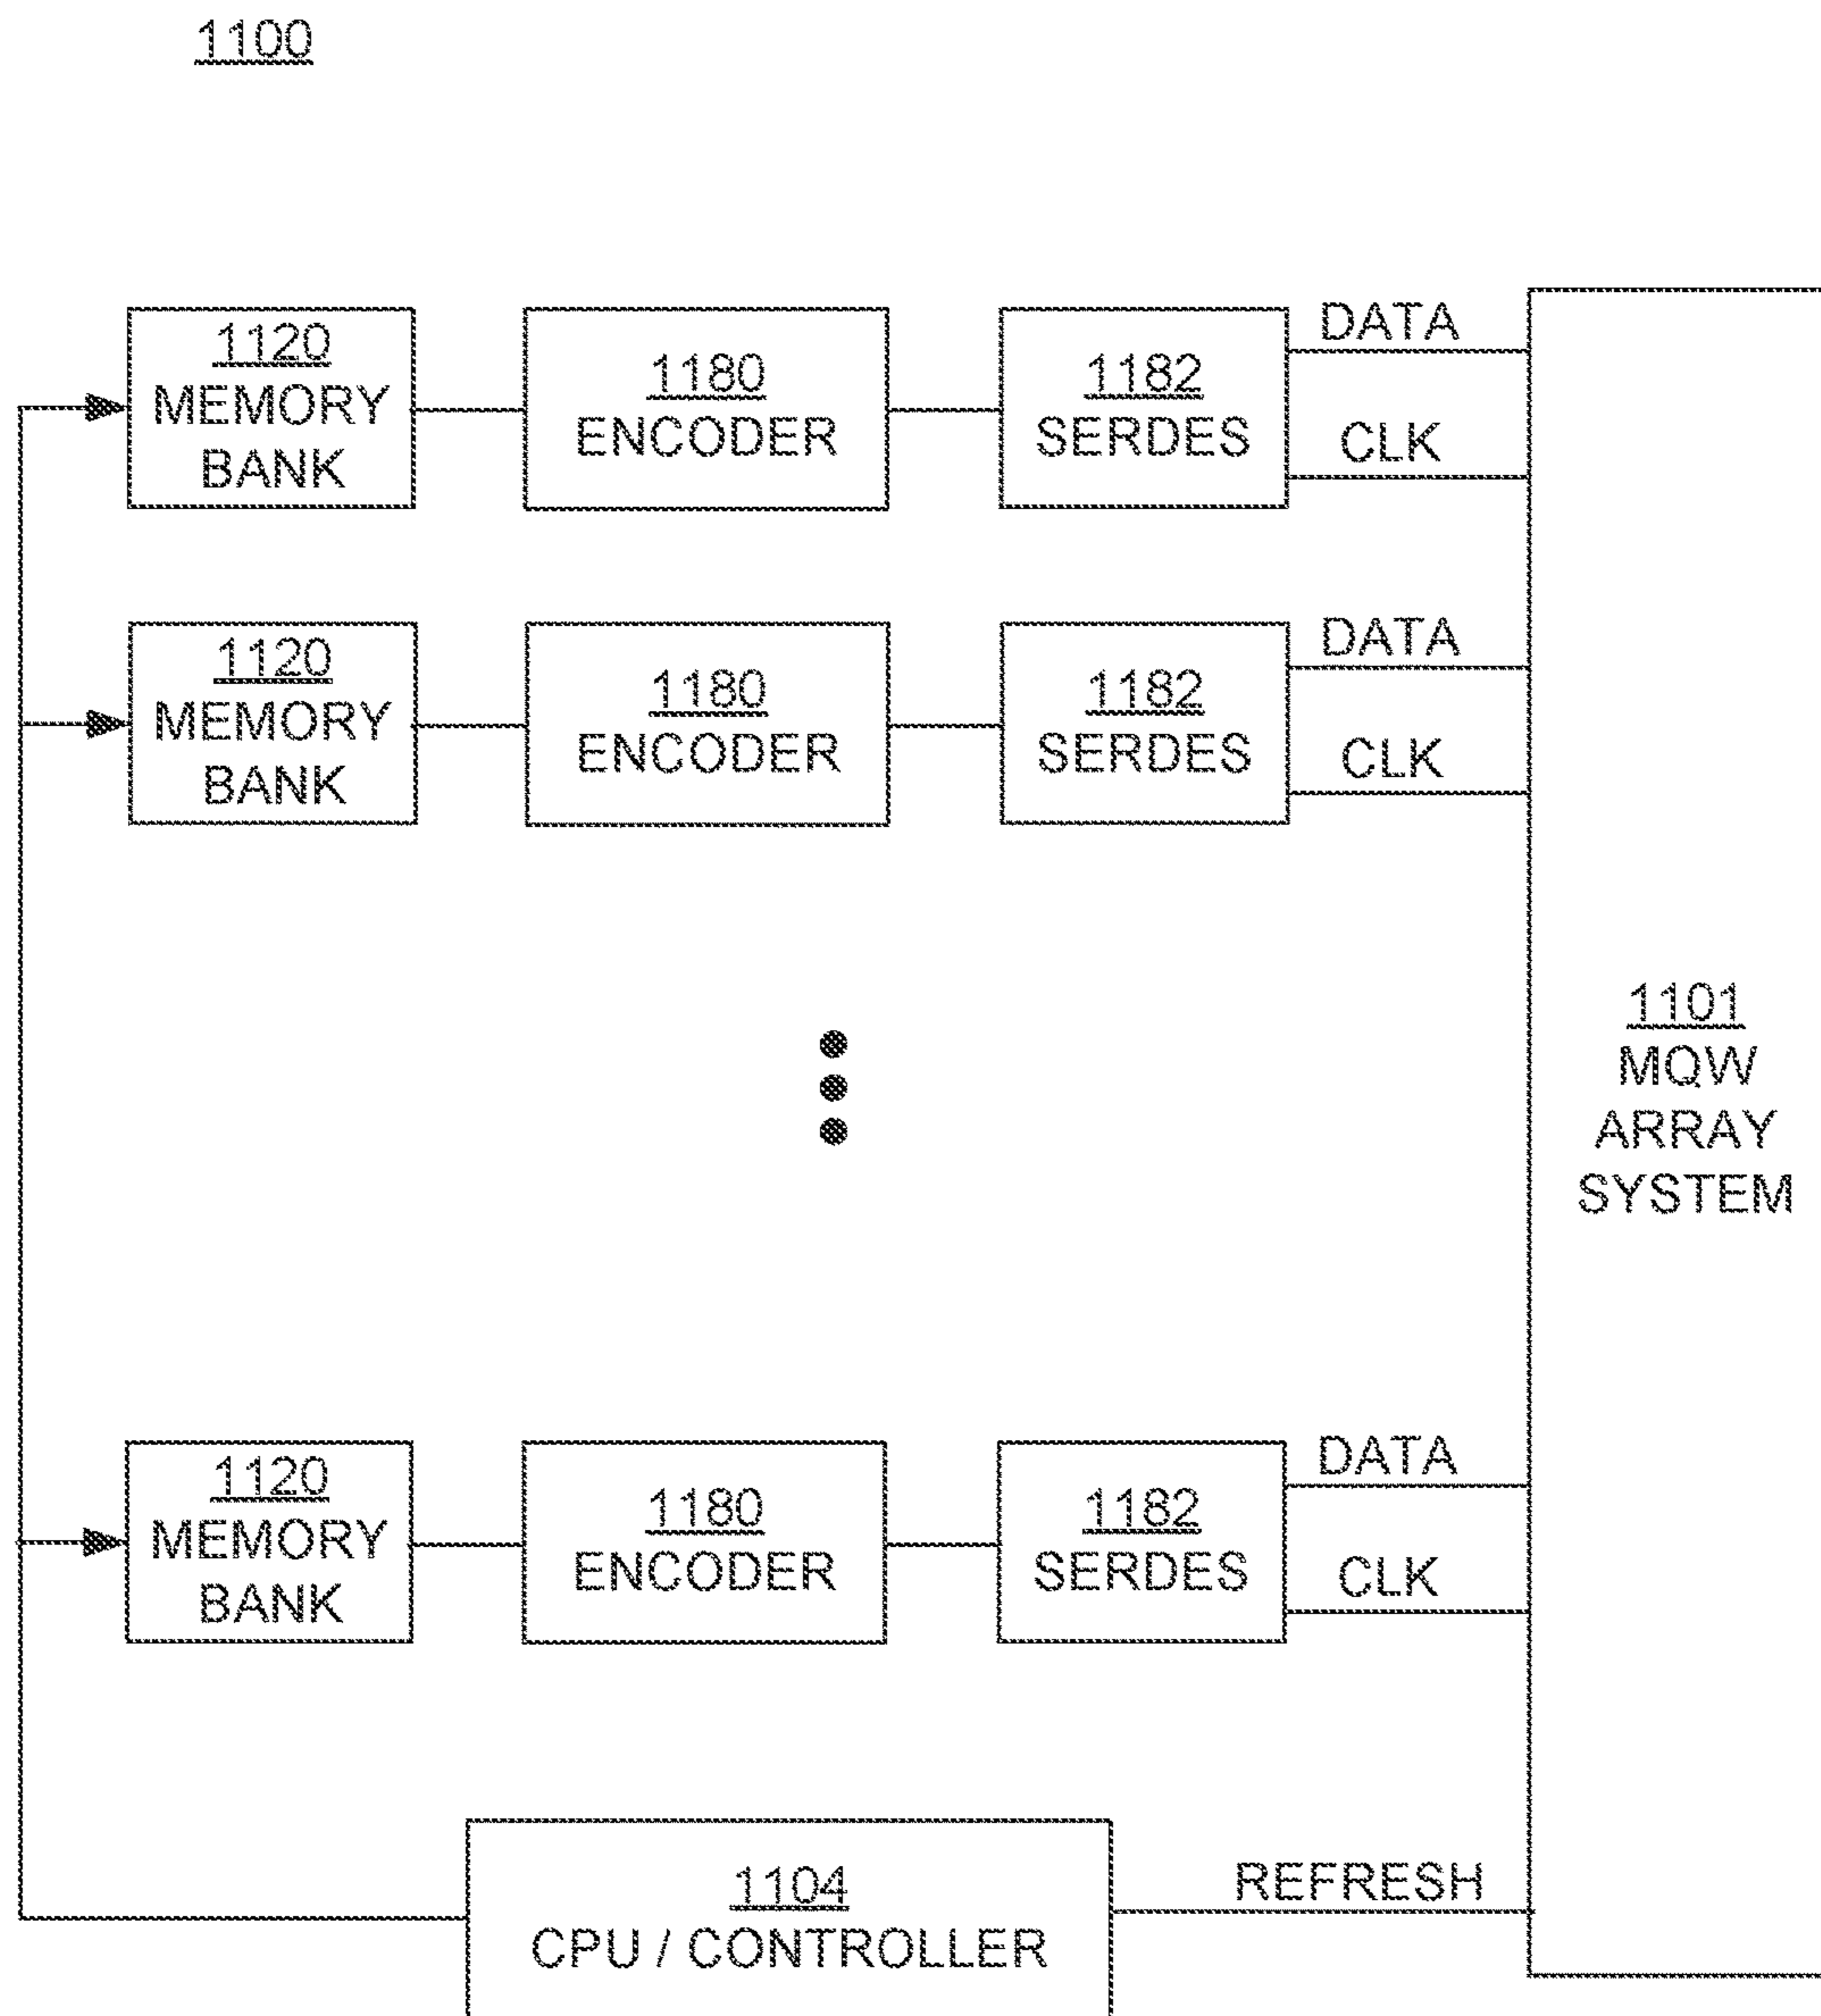 1100
1120
MEMORY
BANK
1180
ENCODER
1182
SERDES
DATA
CLK
1120
MEMORY
BANK
1180
ENCODER
1182
SERDES
DATA
CLK
1101
MQW
ARRAY
SYSTEM
1120
MEMORY
BANK
1180
ENCODER
1182
SERDES
DATA
CLK
1104
CPU / CONTROLLER
REFRESH